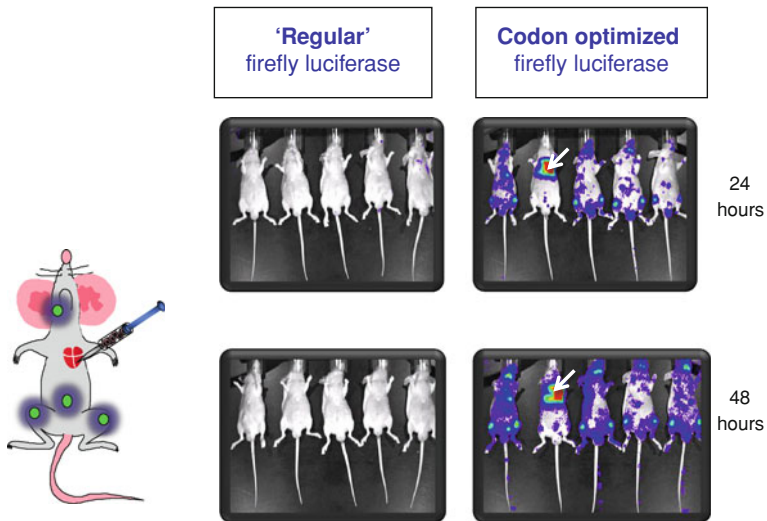 ‘Regular’
firefly luciferase
Codon optimized
firefly luciferase
24
hours
48
hours